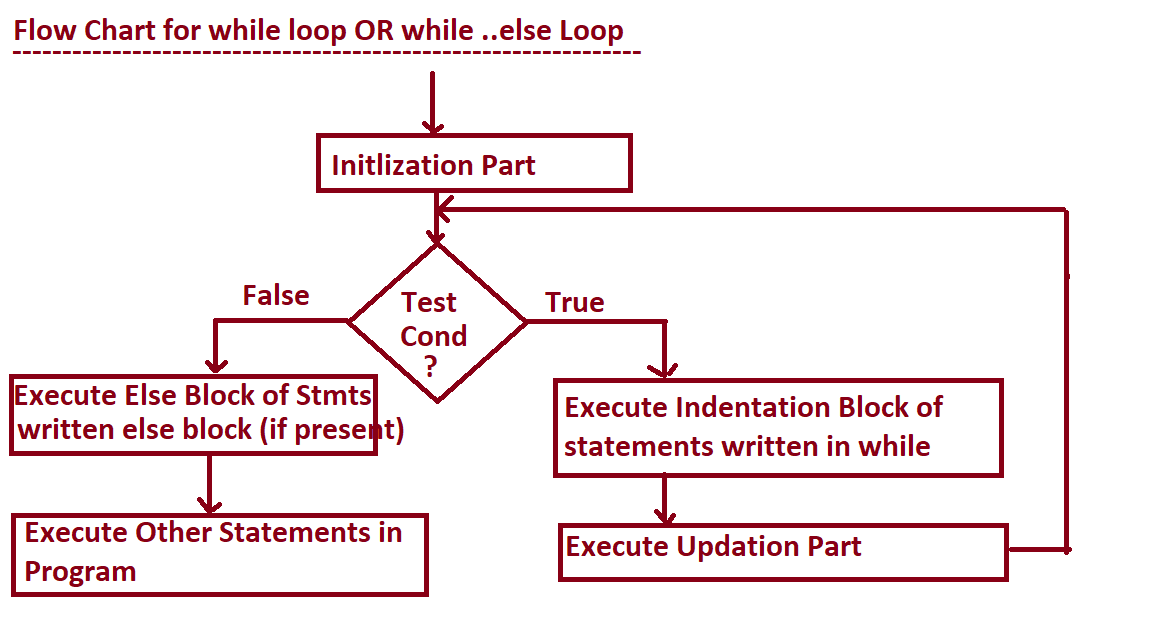 Flow Chart for while loop OR while ..else Loop
Initlization Part
False
Test
Cond
?
True
Execute Else Block of Stmts
written else block (if present)
Execute Indentation Block of
statements written in while
Execute Other Statements in
Program
Execute Updation Part